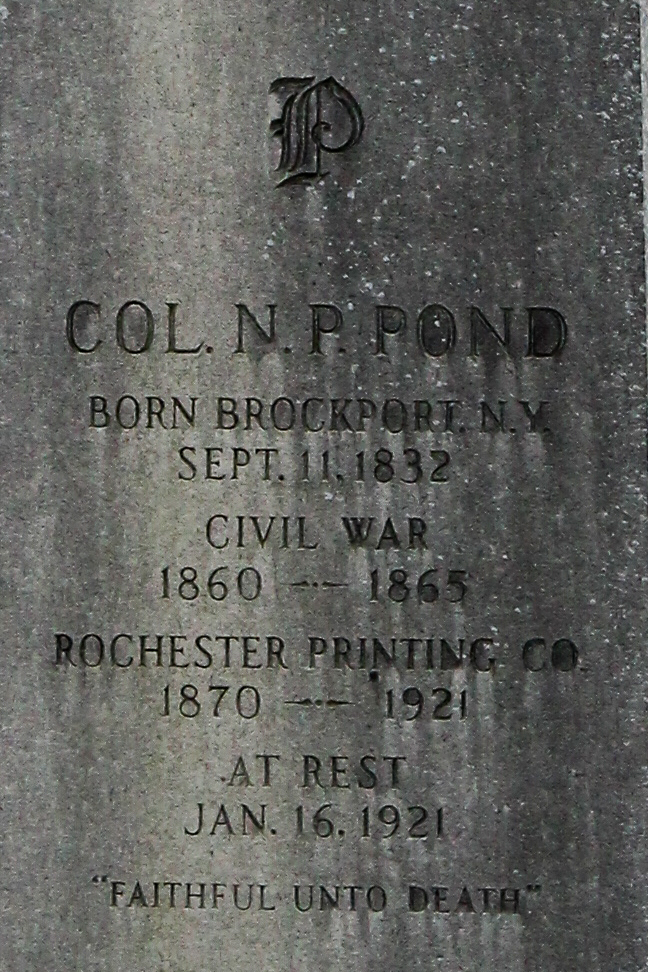 P
COL. N. P. POND
BORN BROCKPORT, N.Y.
SEPT. 11, 1832
CIVIL WAR
1860 — 1865
ROCHESTER PRINTING CO.
1870 — 1921
AT REST
JAN. 16, 1921
"FAITHFUL UNTO DEATH"